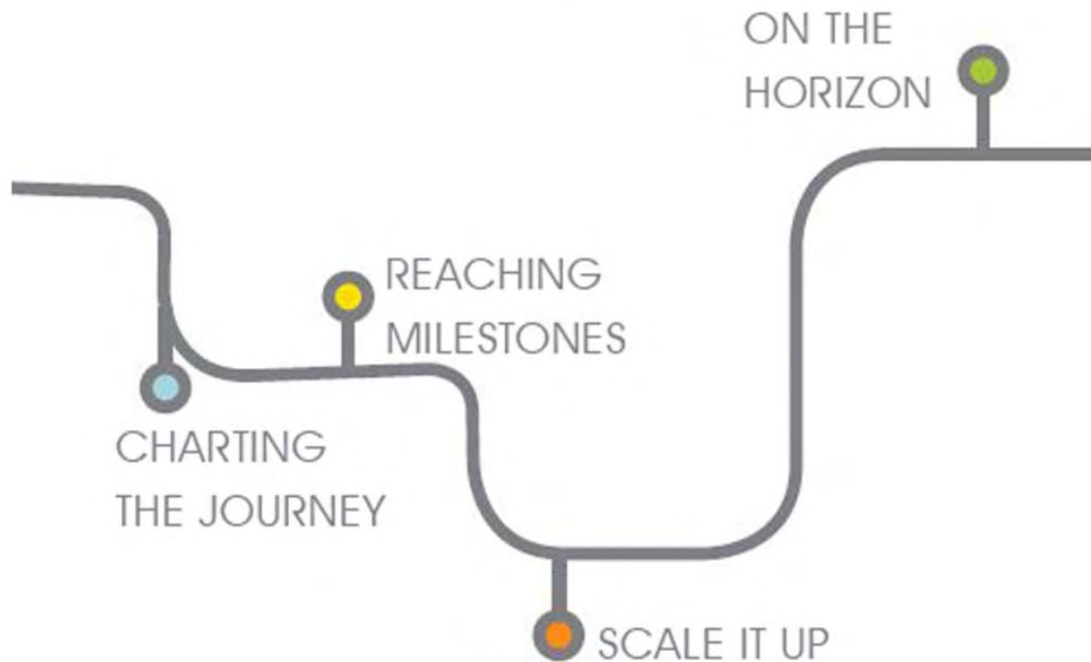 CHARTING
THE JOURNEY
REACHING
MILESTONES
SCALE IT UP
ON THE
HORIZON